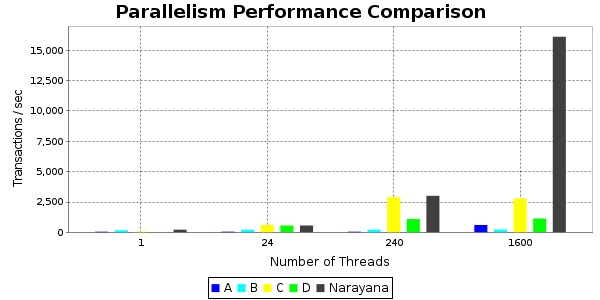 Parallelism Performance Comparison
Transactions / sec
15,000
12,500
10,000
7,500
5,000
2,500
0
1 24 240 1600
Number of Threads
A B C D Narayana